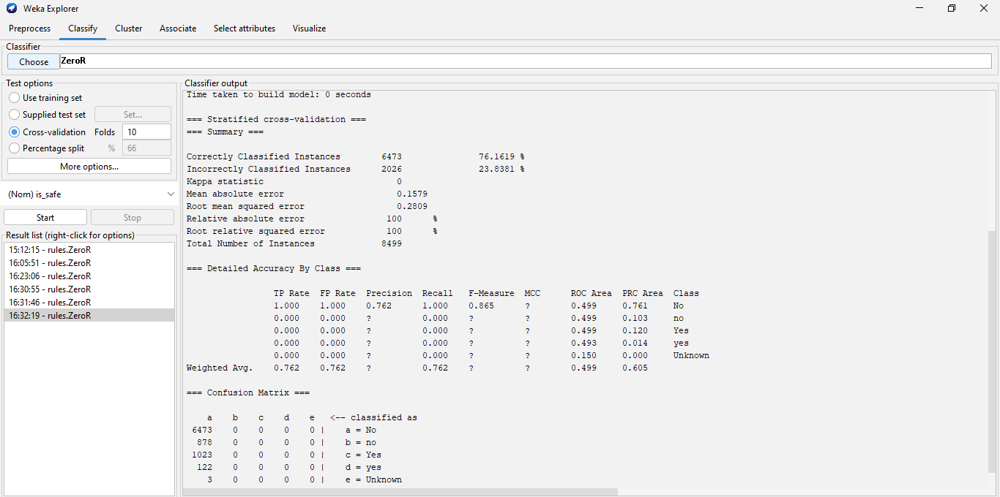 Weka Explorer
Preprocess Classify Cluster Associate Select attributes Visualize
Classifier
Choose ZeroR
Test options
Use training set
Supplied test set Set...
Cross-validation Folds 10
Percentage split % 66
More options...
(Nom) is_safe
Start Stop
Result list (right-click for options)
15:12:15 - rules.ZeroR
16:05:51 - rules.ZeroR
16:23:06 - rules.ZeroR
16:30:55 - rules.ZeroR
16:31:46 - rules.ZeroR
16:32:19 - rules.ZeroR
Classifier output
Time taken to build model: 0 seconds
=== Stratified cross-validation ===
=== Summary ===
Correctly Classified Instances 6473 76.1619 %
Incorrectly Classified Instances 2026 23.8381 %
Kappa statistic 0
Mean absolute error 0.1579
Root mean squared error 0.2809
Relative absolute error 100 %
Root relative squared error 100 %
Total Number of Instances 8499
=== Detailed Accuracy By Class ===
TP Rate FP Rate Precision Recall F-Measure MCC ROC Area PRC Area Class
1.000 1.000 0.762 1.000 0.865 ? 0.499 0.761 No
0.000 0.000 ? 0.000 ? ? 0.499 0.103 no
0.000 0.000 ? 0.000 ? ? 0.499 0.120 Yes
0.000 0.000 ? 0.000 ? ? 0.493 0.014 yes
0.000 0.000 ? 0.000 ? ? 0.150 0.000 Unknown
Weighted Avg. 0.762 0.762 ? 0.762 ? ? 0.499 0.605
=== Confusion Matrix ===
a b c d e <-- classified as
6473 0 0 0 0 | a = No
878 0 0 0 0 | b = no
1023 0 0 0 0 | c = Yes
122 0 0 0 0 | d = yes
3 0 0 0 0 | e = Unknown